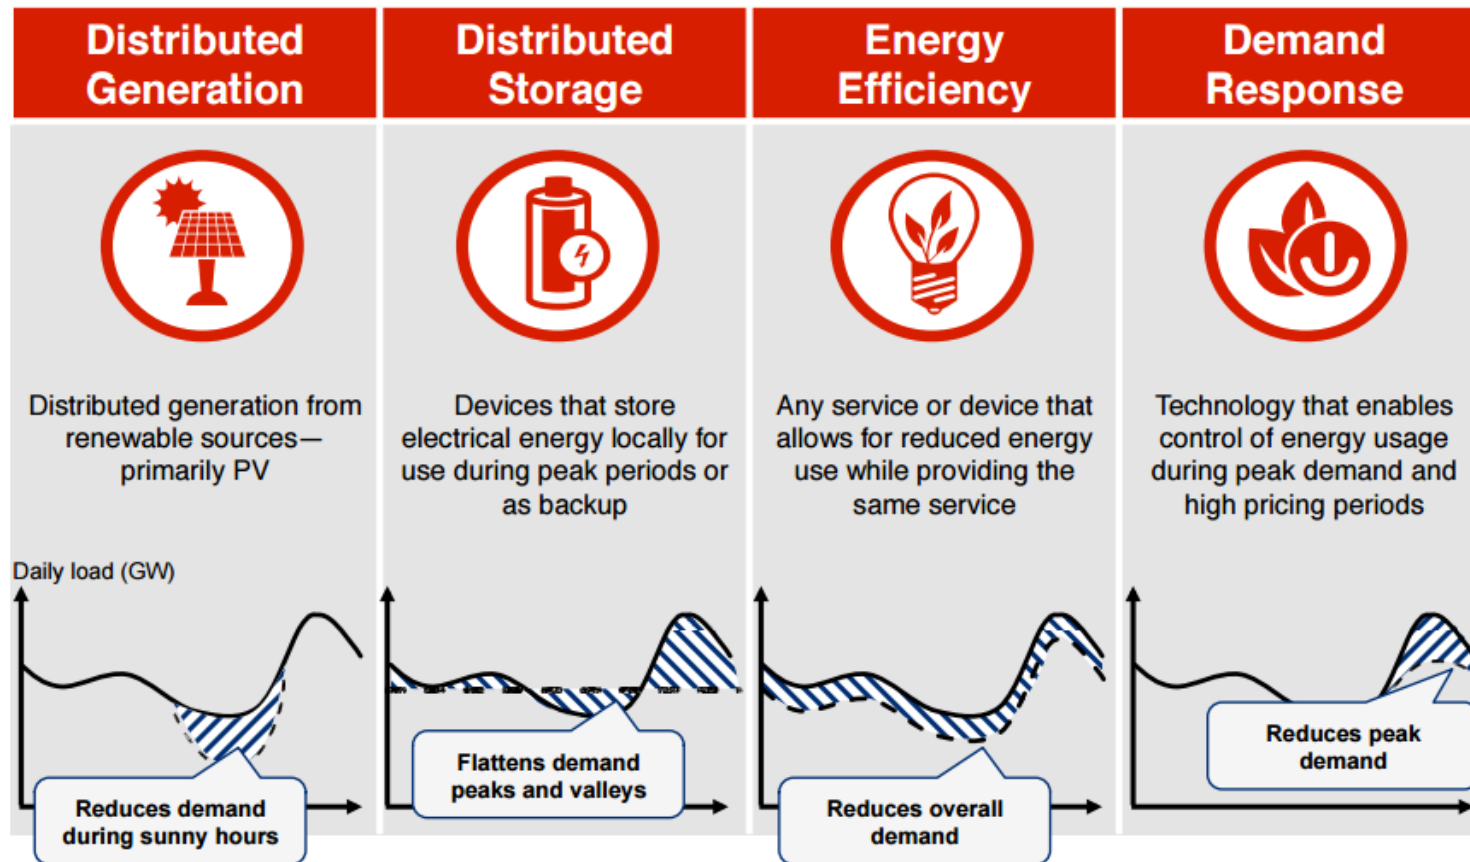 Distributed
Generation
Distributed
Storage
Energy
Efficiency
Demand
Response
Distributed generation from
renewable sources—
primarily PV
Devices that store
electrical energy locally for
use during peak periods or
as backup
Any service or device that
allows for reduced energy
use while providing the
same service
Technology that enables
control of energy usage
during peak demand and
high pricing periods
Daily load (GW)
Reduces demand
during sunny hours
Flattens demand
peaks and valleys
Reduces overall
demand
Reduces peak
demand